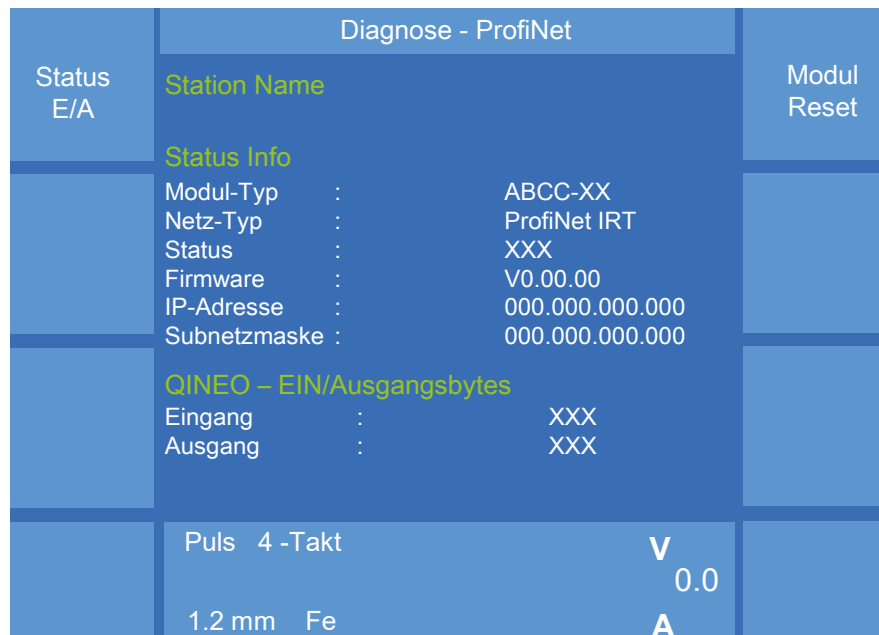 Diagnose - ProfiNet
Status
E/A
Modul
Reset
Station Name
Status Info
Modul-Typ : ABCC-XX
Netz-Typ : ProfiNet IRT
Status : XXX
Firmware : V0.00.00
IP-Adresse : 000.000.000.000
Subnetzmaske : 000.000.000.000
QINEO – EIN/Ausgangsbytes
Eingang : XXX
Ausgang : XXX
Puls 4 -Takt V
0.0
1.2 mm Fe A